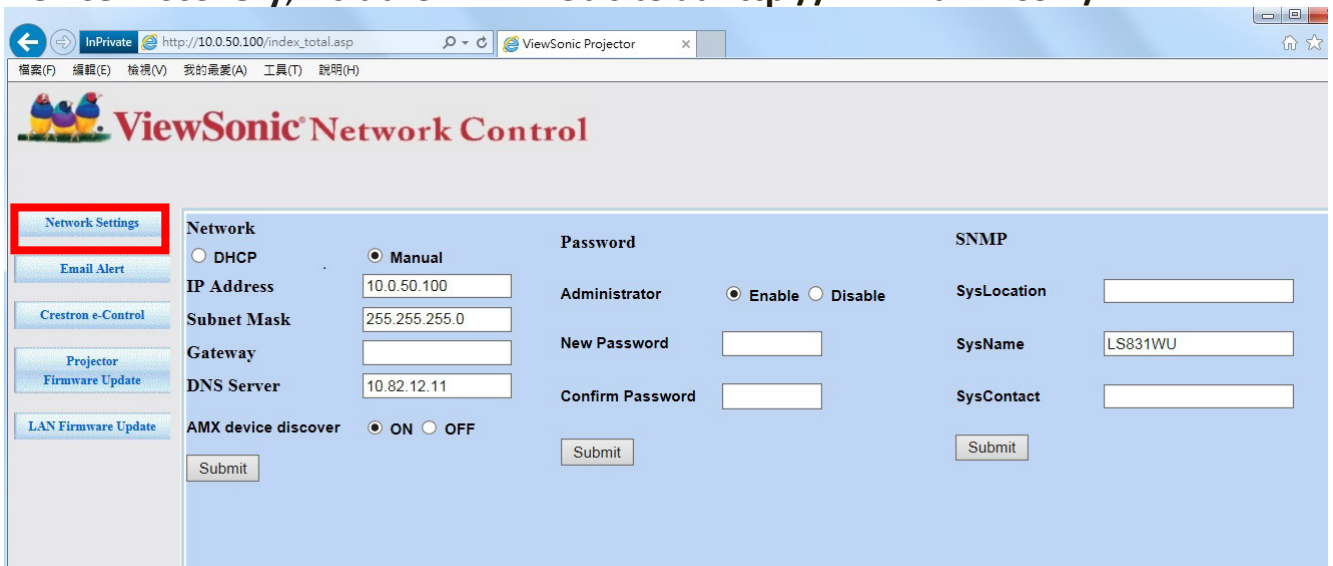 InPrivate http://10.0.50.100/index_total.asp ViewSonic Projector
檔案(F) 編輯(E) 檢視(V) 我的最愛(A) 工具(T) 說明(H)
ViewSonic® Network Control
Network Settings
Email Alert
Crestron e-Control
Projector
Firmware Update
LAN Firmware Update
Network
DHCP Manual
IP Address 10.0.50.100
Subnet Mask 255.255.255.0
Gateway
DNS Server 10.82.12.11
AMX device discover ON OFF
Submit
Password
Administrator Enable Disable
New Password
Confirm Password
Submit
SNMP
SysLocation
SysName LS831WU
SysContact
Submit